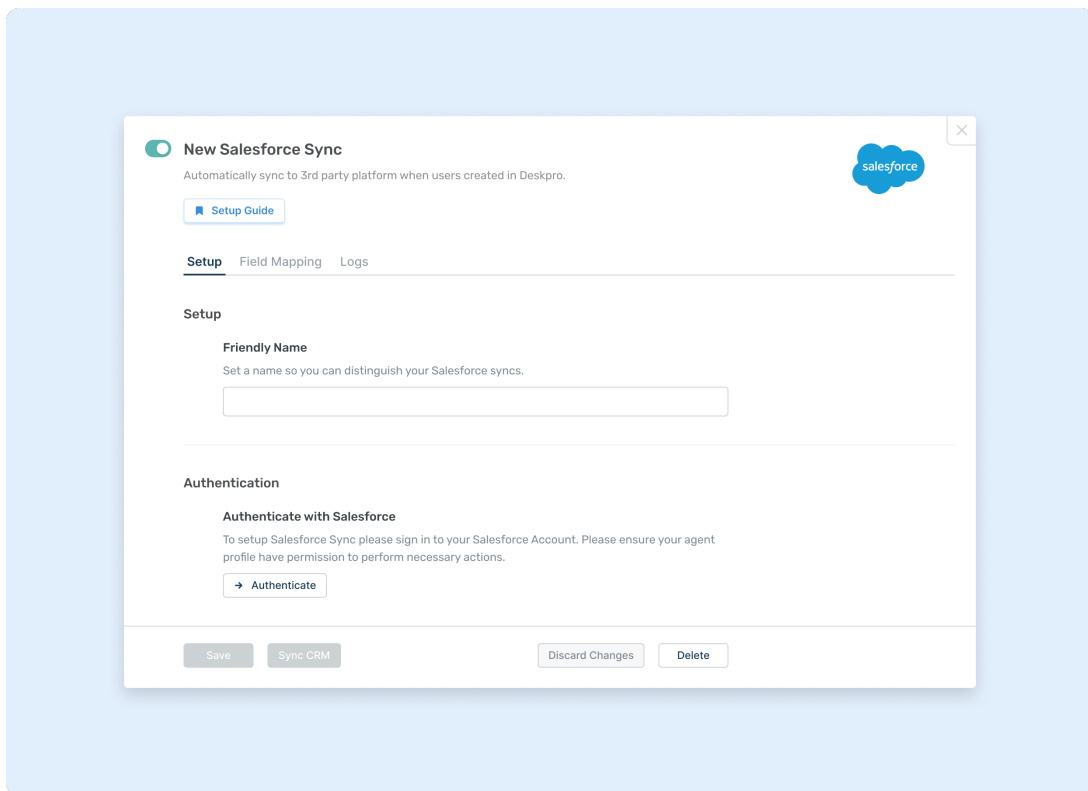 New Salesforce Sync
salesforce
Automatically sync to 3rd party platform when users created in Deskpro.
Setup Guide
Setup Field Mapping Logs
Setup
Friendly Name
Set a name so you can distinguish your Salesforce syncs.
Authentication
Authenticate with Salesforce
To setup Salesforce Sync please sign in to your Salesforce Account. Please ensure your agent
profile have permission to perform necessary actions.
Authenticate
Save Sync CRM Discard Changes Delete